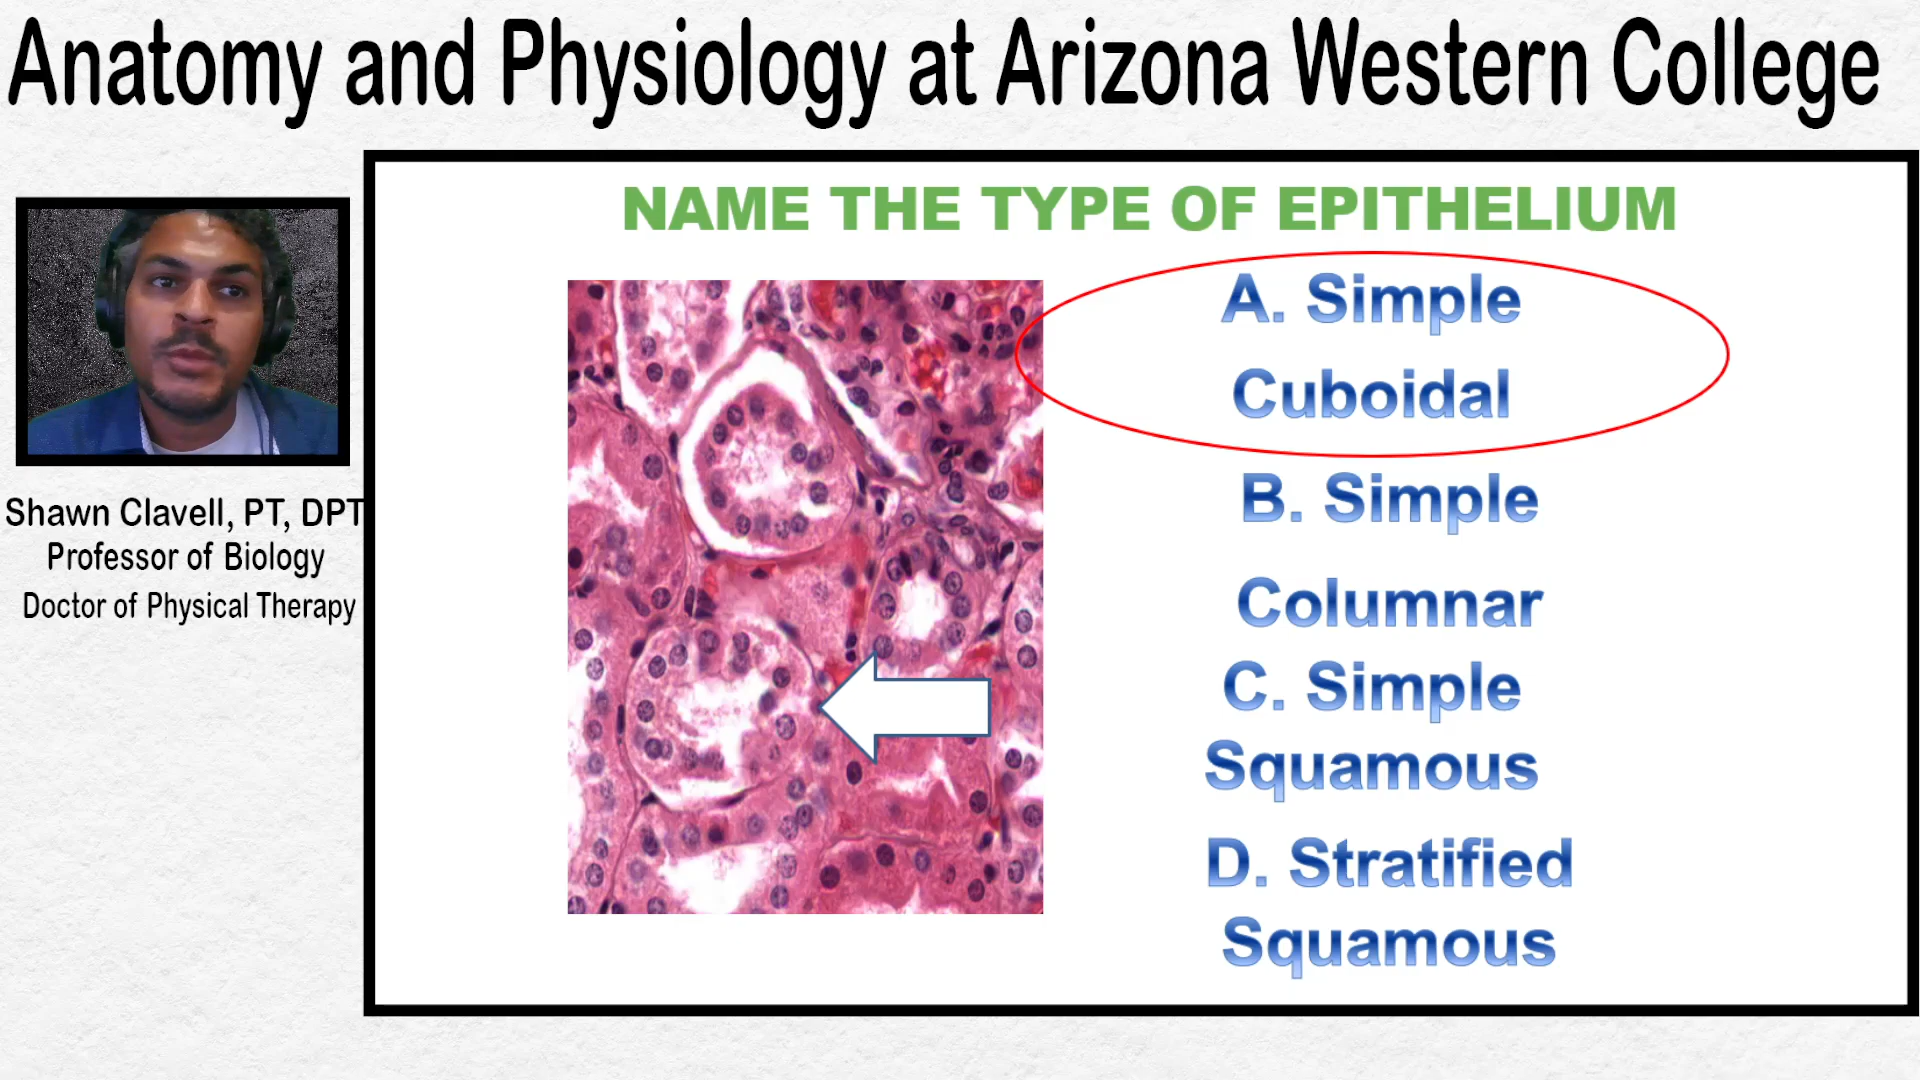 Anatomy and Physiology at Arizona Western College
Shawn Clavell, PT, DPT
Professor of Biology
Doctor of Physical Therapy
NAME THE TYPE OF EPITHELIUM
A. Simple
Cuboidal
B. Simple
Columnar
C. Simple
Squamous
D. Stratified
Squamous